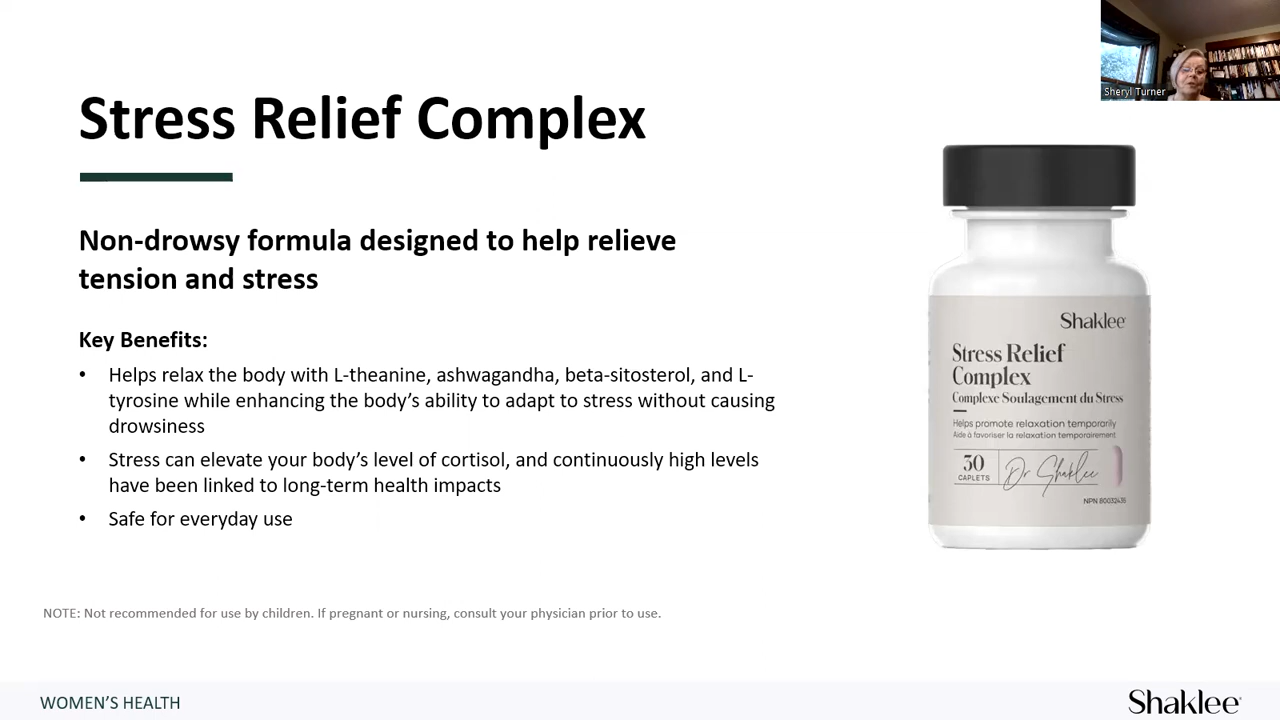 Sheryl Turner
Stress Relief Complex
Non-drowsy formula designed to help relieve
tension and stress
Key Benefits:
• Helps relax the body with L-theanine, ashwagandha, beta-sitosterol, and L-
tyrosine while enhancing the body’s ability to adapt to stress without causing
drowsiness
• Stress can elevate your body’s level of cortisol, and continuously high levels
have been linked to long-term health impacts
• Safe for everyday use
Shaklee
Stress Relief
Complex
Complexe Soulagement du Stress
Helps promote relaxation temporarily
Aide à favoriser la relaxation temporairement
30
CAPLETS
Dr Shaklee
NPN 80032436
NOTE: Not recommended for use by children. If pregnant or nursing, consult your physician prior to use.
WOMEN’S HEALTH
Shaklee